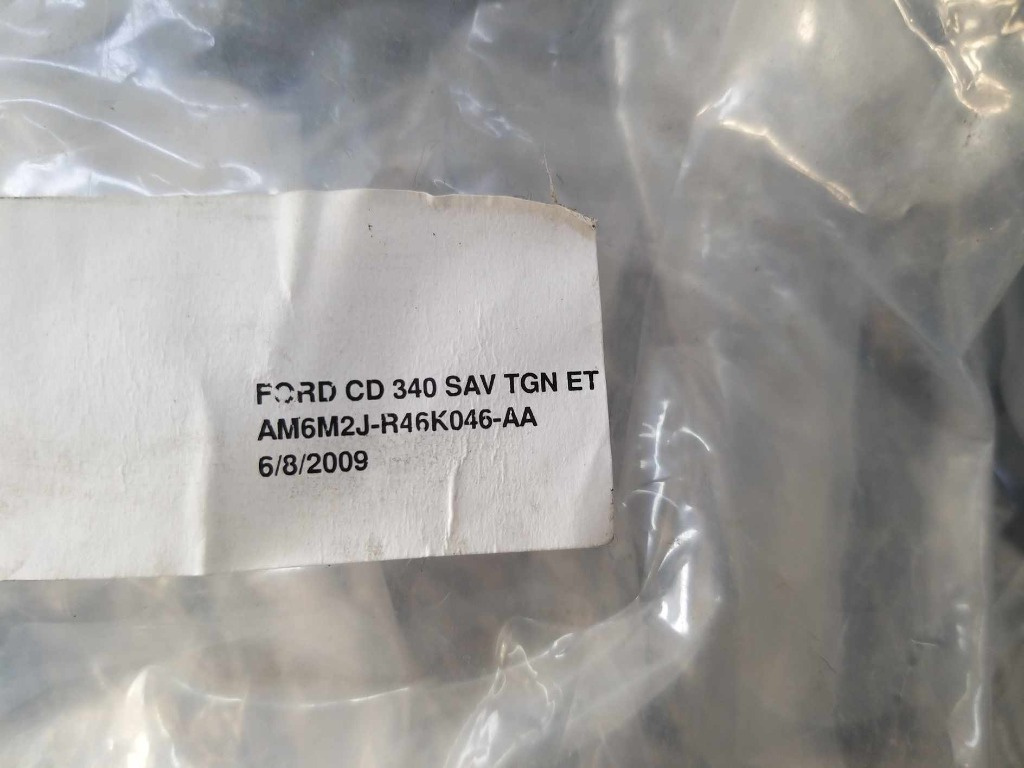 FORD CD 340 SAV TGN ET
AM6M2J-R46K046-AA
6/8/2009